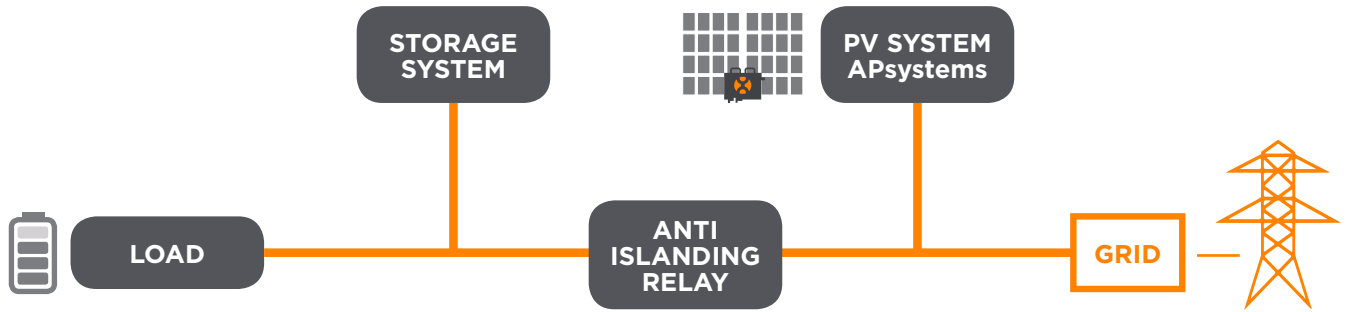 STORAGE
SYSTEM
PV SYSTEM
APsystems
LOAD
ANTI
ISLANDING
RELAY
GRID